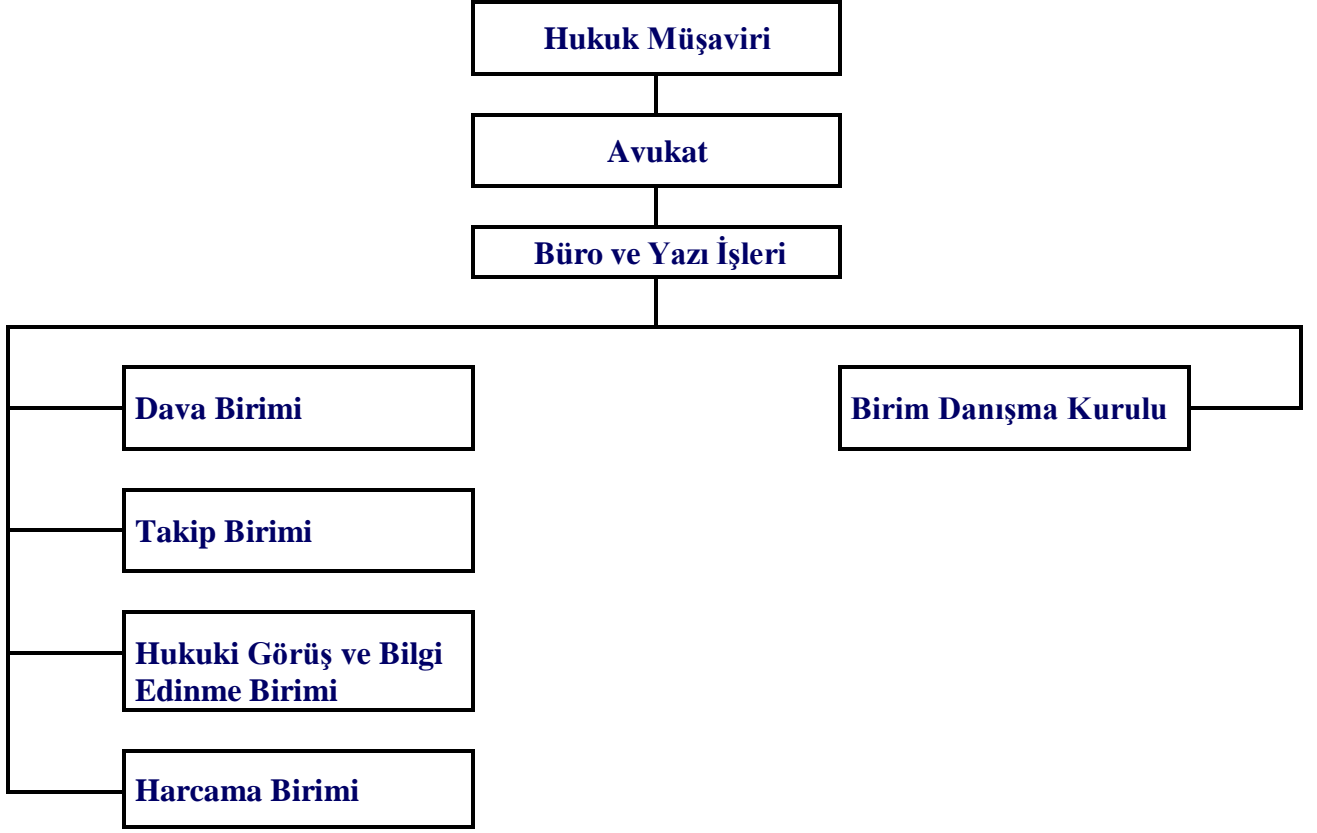 Hukuk Müşaviri
Avukat
Büro ve Yazı İşleri
Dava Birimi
Birim Danışma Kurulu
Takip Birimi
Hukuki Görüş ve Bilgi
Edinme Birimi
Harcama Birimi